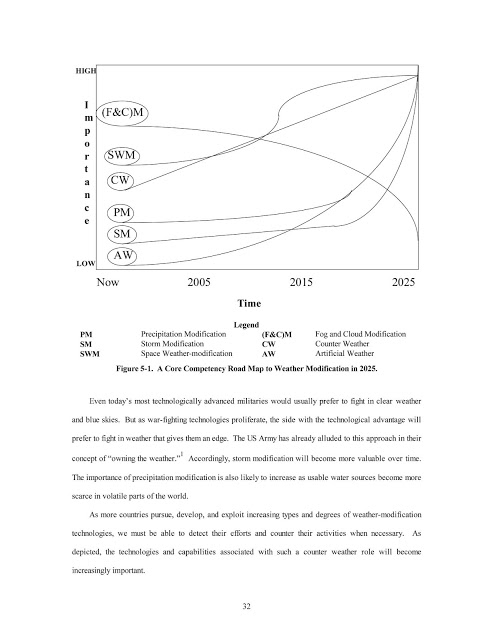 HIGH
Importance
(F&C)M
SWM
CW
PM
SM
AW
LOW
Now 2005 2015 2025
Time
Legend
PM Precipitation Modification (F&C)M Fog and Cloud Modification
SM Storm Modification CW Counter Weather
SWM Space Weather-modification AW Artificial Weather
Figure 5-1. A Core Competency Road Map to Weather Modification in 2025.
Even today's most technologically advanced militaries would usually prefer to fight in clear weather
and blue skies. But as war-fighting technologies proliferate, the side with the technological advantage will
prefer to fight in weather that gives them an edge. The US Army has already alluded to this approach in their
concept of “owning the weather.”1 Accordingly, storm modification will become more valuable over time.
The importance of precipitation modification is also likely to increase as usable water sources become more
scarce in volatile parts of the world.
As more countries pursue, develop, and exploit increasing types and degrees of weather-modification
technologies, we must be able to detect their efforts and counter their activities when necessary. As
depicted, the technologies and capabilities associated with such a counter weather role will become
increasingly important.
32